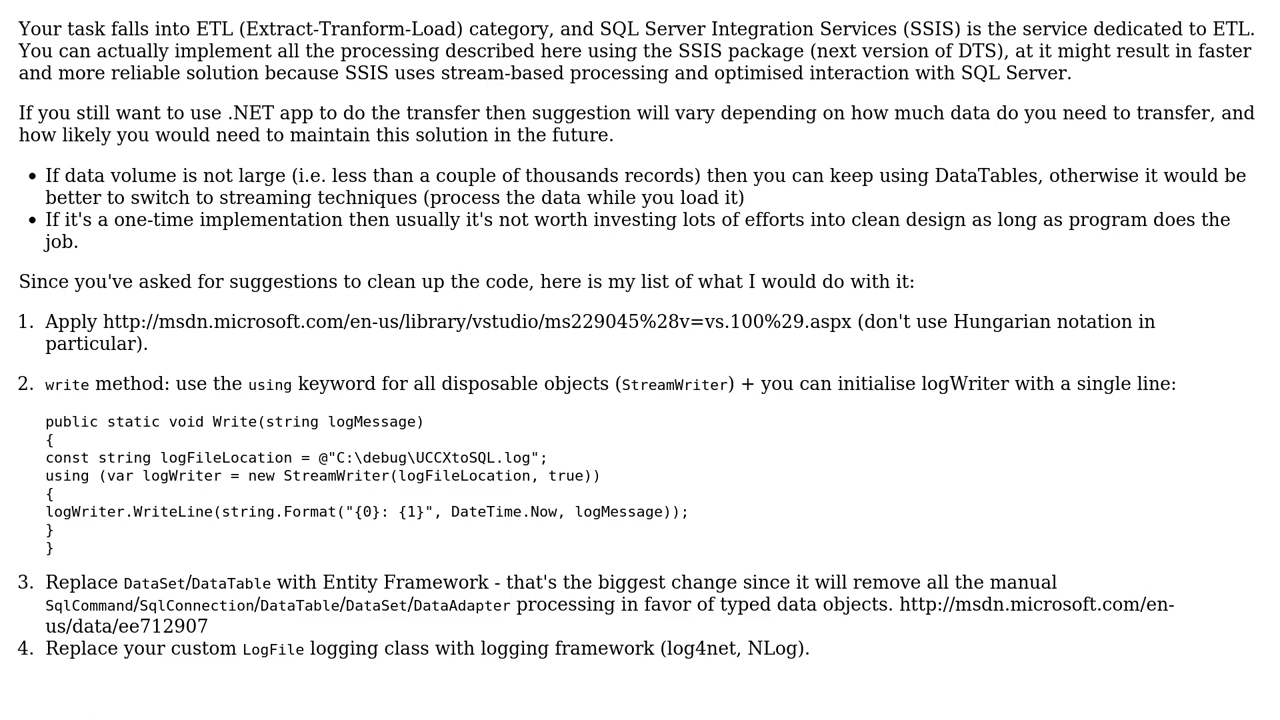 Your task falls into ETL (Extract-Tranform-Load) category, and SQL Server Integration Services (SSIS) is the service dedicated to ETL.
You can actually implement all the processing described here using the SSIS package (next version of DTS), at it might result in faster
and more reliable solution because SSIS uses stream-based processing and optimised interaction with SQL Server.
If you still want to use .NET app to do the transfer then suggestion will vary depending on how much data do you need to transfer, and
how likely you would need to maintain this solution in the future.
• If data volume is not large (i.e. less than a couple of thousands records) then you can keep using DataTables, otherwise it would be
better to switch to streaming techniques (process the data while you load it)
• If it's a one-time implementation then usually it's not worth investing lots of efforts into clean design as long as program does the
job.
Since you've asked for suggestions to clean up the code, here is my list of what I would do with it:
1. Apply http://msdn.microsoft.com/en-us/library/vstudio/ms229045%28v=vs.100%29.aspx (don't use Hungarian notation in
particular).
2. write method: use the using keyword for all disposable objects (StreamWriter) + you can initialise logWriter with a single line:
public static void Write(string logMessage)
{
const string logFileLocation = @"C:\debug\UCCXtoSQL.log";
using (var logWriter = new StreamWriter(logFileLocation, true))
{
logWriter.WriteLine(string.Format("{0}: {1}", DateTime.Now, logMessage));
}
}
3. Replace DataSet/DataTable with Entity Framework - that's the biggest change since it will remove all the manual
SqlCommand/SqlConnection/DataTable/DataSet/DataAdapter processing in favor of typed data objects. http://msdn.microsoft.com/en-
us/data/ee712907
4. Replace your custom LogFile logging class with logging framework (log4net, NLog).